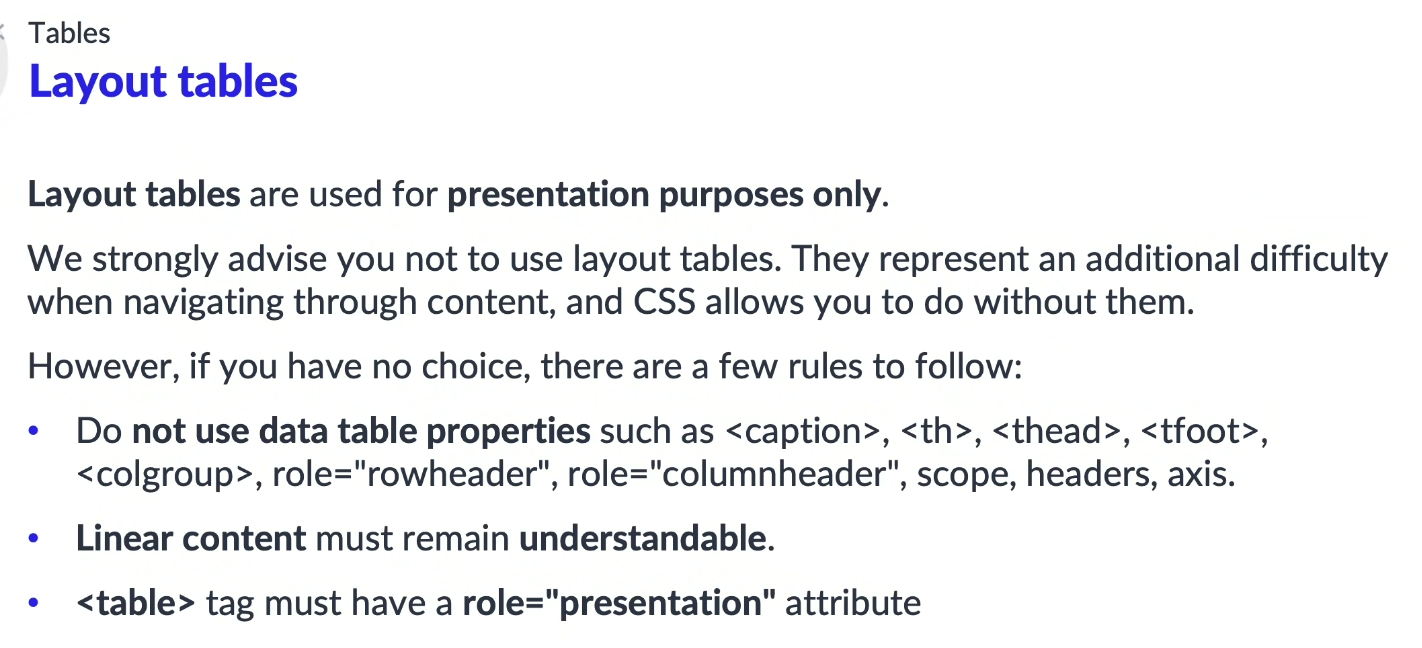 Tables
Layout tables
Layout tables are used for presentation purposes only.
We strongly advise you not to use layout tables. They represent an additional difficulty
when navigating through content, and CSS allows you to do without them.
However, if you have no choice, there are a few rules to follow:
• Do not use data table properties such as <caption>, <th>, <thead>, <tfoot>,
<colgroup>, role="rowheader", role="columnheader", scope, headers, axis.
• Linear content must remain understandable.
• <table> tag must have a role="presentation" attribute